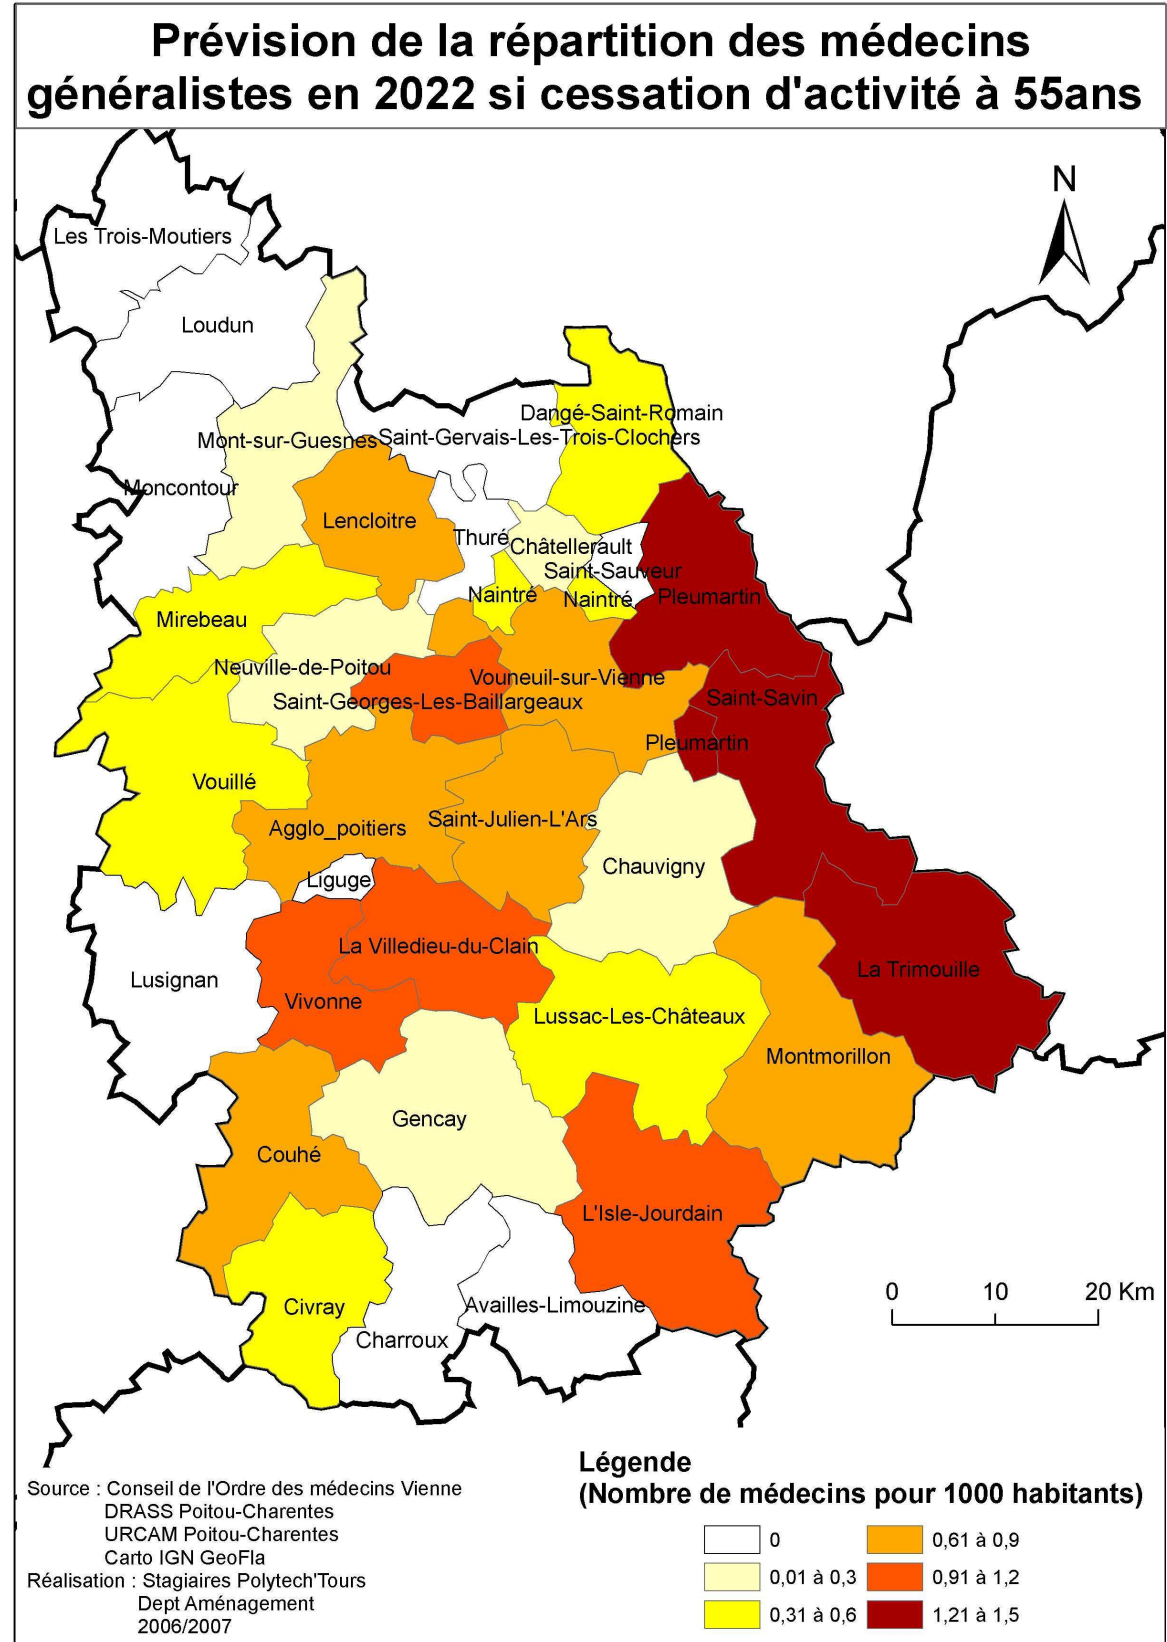 Prévision de la répartition des médecins
généralistes en 2022 si cessation d'activité à 55ans
N
Les Trois-Moutiers
Loudun
Dangé-Saint-Romain
Mont-sur-Guesnes
Saint-Gervais-Les-Trois-Clochers
Moncontour
Lencloitre
Thuré
Châtellerault
Saint-Sauveur
Naintré
Naintré
Pleumartin
Mirebeau
Neuville-de-Poitou
Vouneuil-sur-Vienne
Saint-Georges-Les-Baillargeaux
Saint-Savin
Pleumartin
Vouillé
Agglo_poitiers
Saint-Julien-L'Ars
Chauvigny
Liguge
La Villedieu-du-Clain
Lusignan
La Trimouille
Vivonne
Lussac-Les-Châteaux
Montmorillon
Gencay
Couhé
L'Isle-Jourdain
Civray
Availles-Limouzine
Charroux
0 10 20 Km
Légende
(Nombre de médecins pour 1000 habitants)
0
0,01 à 0,3
0,31 à 0,6
0,61 à 0,9
0,91 à 1,2
1,21 à 1,5
Source : Conseil de l'Ordre des médecins Vienne
DRASS Poitou-Charentes
URCAM Poitou-Charentes
Carto IGN GeoFla
Réalisation : Stagiaires Polytech'Tours
Dept Aménagement
2006/2007